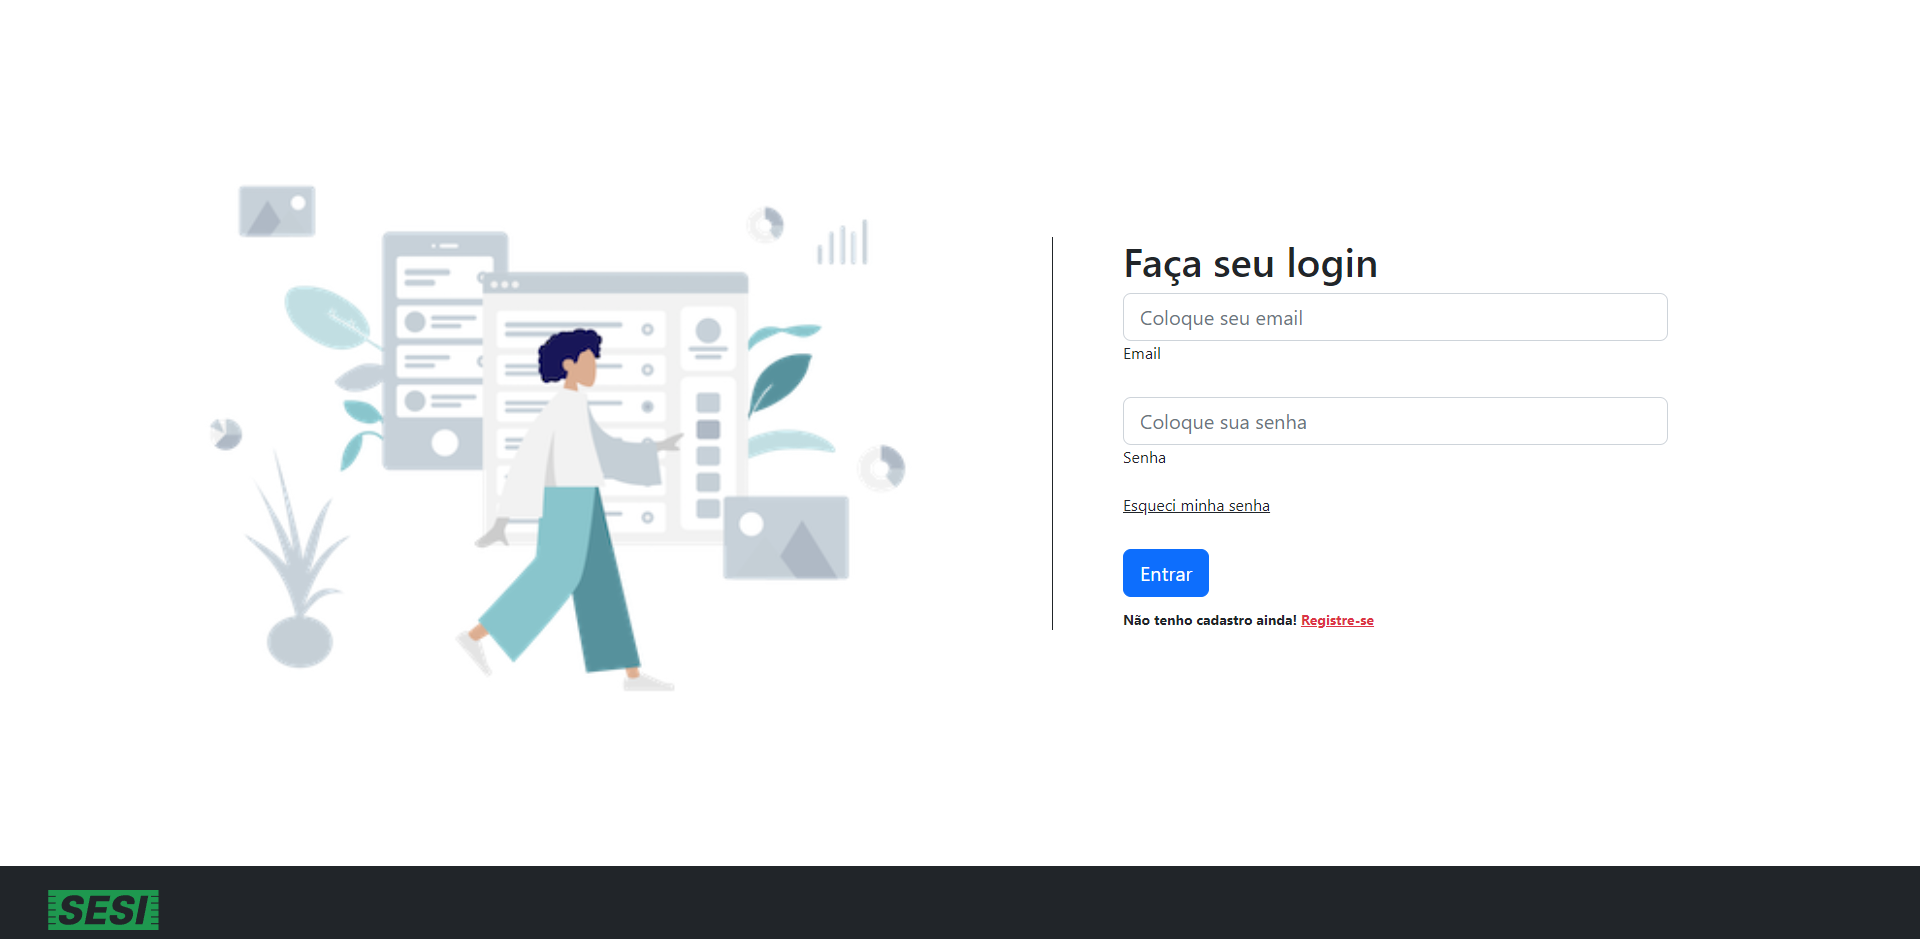 Faça seu login
Coloque seu email
Email
Coloque sua senha
Senha
Esqueci minha senha
Entrar
Não tenho cadastro ainda! Registre-se
SESI